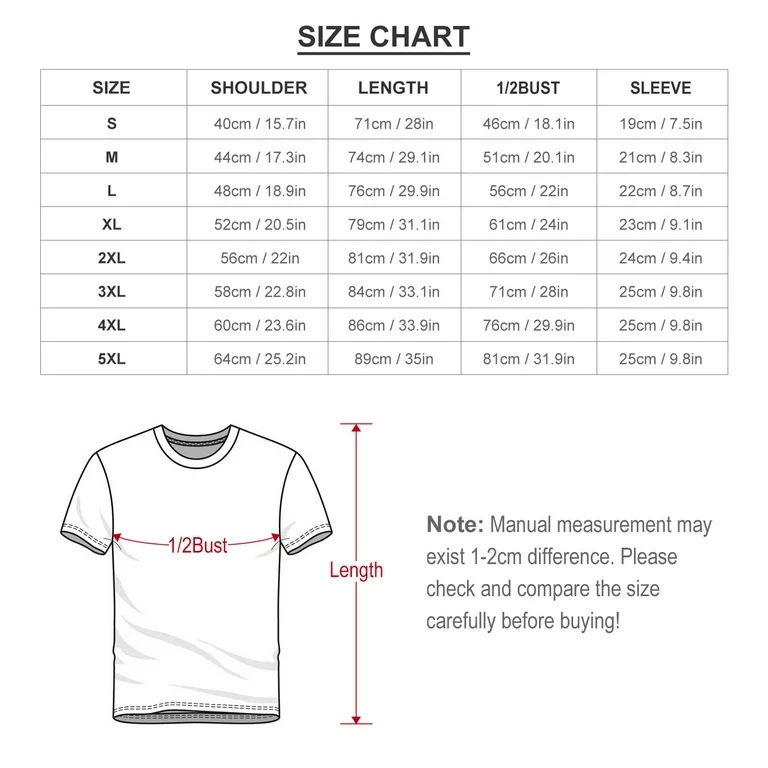 SIZE CHART
SIZE SHOULDER LENGTH 1/2BUST SLEEVE
S 40cm / 15.7in 71cm / 28in 46cm / 18.1in 19cm / 7.5in
M 44cm / 17.3in 74cm / 29.1in 51cm / 20.1in 21cm / 8.3in
L 48cm / 18.9in 76cm / 29.9in 56cm / 22in 22cm / 8.7in
XL 52cm / 20.5in 79cm / 31.1in 61cm / 24in 23cm / 9.1in
2XL 56cm / 22in 81cm / 31.9in 66cm / 26in 24cm / 9.4in
3XL 58cm / 22.8in 84cm / 33.1in 71cm / 28in 25cm / 9.8in
4XL 60cm / 23.6in 86cm / 33.9in 76cm / 29.9in 25cm / 9.8in
5XL 64cm / 25.2in 89cm / 35in 81cm / 31.9in 25cm / 9.8in
1/2Bust
Length
Note: Manual measurement may
exist 1-2cm difference. Please
check and compare the size
carefully before buying!